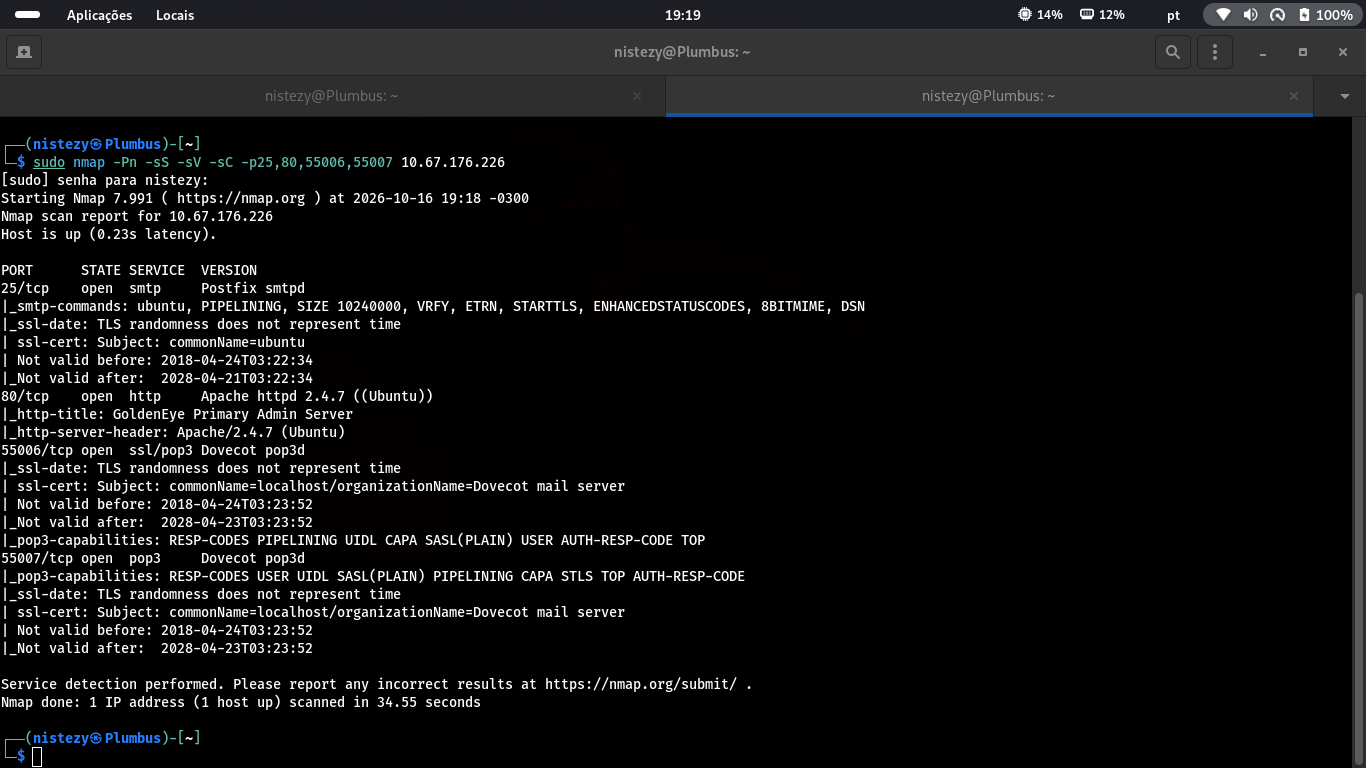 Aplicações Locais 19:19 14% 12% pt 100%
nistezy@Plumbus: ~
nistezy@Plumbus: ~ nistezy@Plumbus: ~
┌──(nistezy㉿Plumbus)-[~]
└─$ sudo nmap -Pn -sS -sV -sC -p25,80,55006,55007 10.67.176.226
[sudo] senha para nistezy:
Starting Nmap 7.991 ( https://nmap.org ) at 2026-10-16 19:18 -0300
Nmap scan report for 10.67.176.226
Host is up (0.23s latency).
PORT      STATE SERVICE  VERSION
25/tcp    open  smtp     Postfix smtpd
|_smtp-commands: ubuntu, PIPELINING, SIZE 10240000, VRFY, ETRN, STARTTLS, ENHANCEDSTATUSCODES, 8BITMIME, DSN
|_ssl-date: TLS randomness does not represent time
| ssl-cert: Subject: commonName=ubuntu
| Not valid before: 2018-04-24T03:22:34
|_Not valid after:  2028-04-21T03:22:34
80/tcp    open  http     Apache httpd 2.4.7 ((Ubuntu))
|_http-title: GoldenEye Primary Admin Server
|_http-server-header: Apache/2.4.7 (Ubuntu)
55006/tcp open  ssl/pop3 Dovecot pop3d
|_ssl-date: TLS randomness does not represent time
| ssl-cert: Subject: commonName=localhost/organizationName=Dovecot mail server
| Not valid before: 2018-04-24T03:23:52
|_Not valid after:  2028-04-23T03:23:52
|_pop3-capabilities: RESP-CODES PIPELINING UIDL CAPA SASL(PLAIN) USER AUTH-RESP-CODE TOP
55007/tcp open  pop3     Dovecot pop3d
|_pop3-capabilities: RESP-CODES USER UIDL SASL(PLAIN) PIPELINING CAPA STLS TOP AUTH-RESP-CODE
|_ssl-date: TLS randomness does not represent time
| ssl-cert: Subject: commonName=localhost/organizationName=Dovecot mail server
| Not valid before: 2018-04-24T03:23:52
|_Not valid after:  2028-04-23T03:23:52
Service detection performed. Please report any incorrect results at https://nmap.org/submit/ .
Nmap done: 1 IP address (1 host up) scanned in 34.55 seconds
┌──(nistezy㉿Plumbus)-[~]
└─$